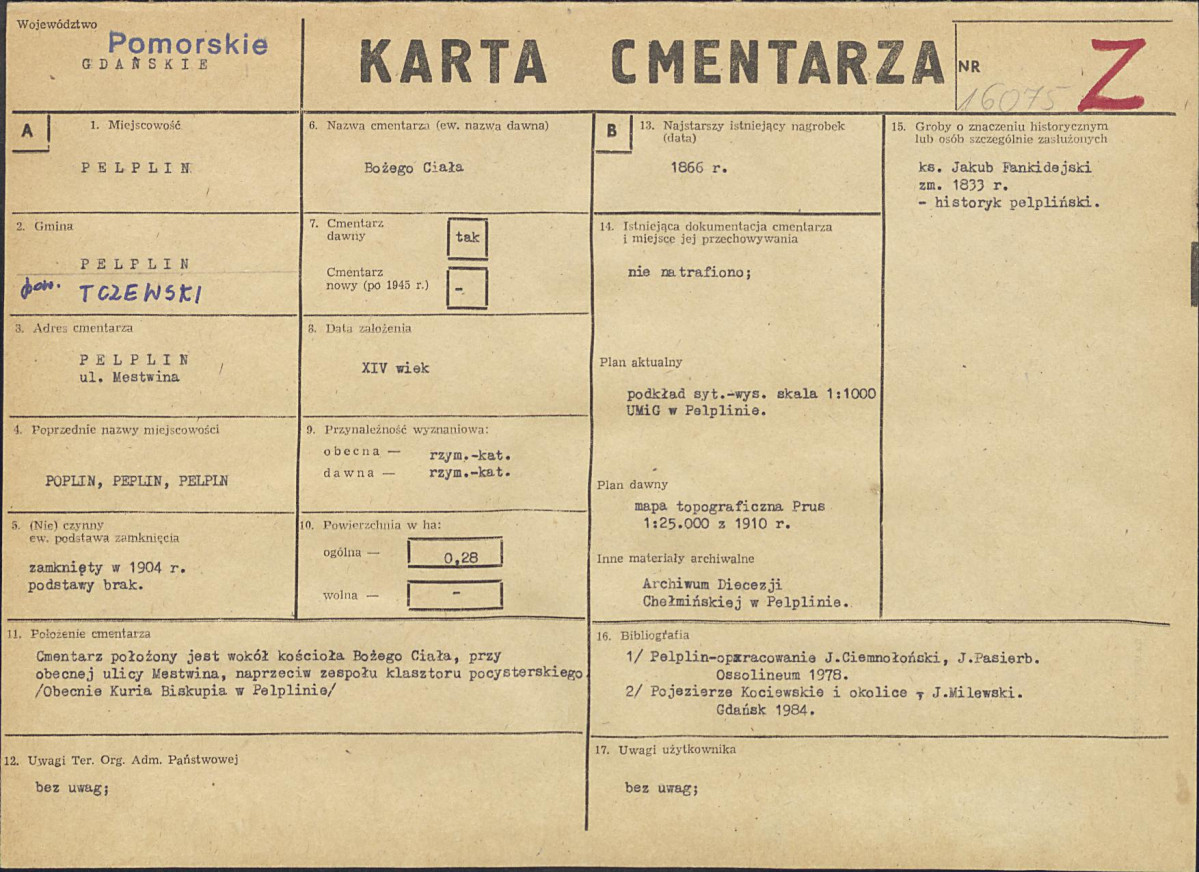 Województwo
Pomorskie
GDAŃSKIE
KARTA CMENTARZA
NR
16075
Z
A
1. Miejscowość
PELPLIN
2. Gmina
PELPLIN
pow. TCZEWSKI
3. Adres cmentarza
PELPLIN
ul. Mestwina
4. Poprzednie nazwy miejscowości
POPLIN, PEPLIN, PELPLN
5. (Nie) czynny
ew. podstawa zamknięcia
zamknięty w 1904 r.
podstawy brak.
6. Nazwa cmentarza (ew. nazwa dawna)
Bożego Ciała
7. Cmentarz
dawny
tak
Cmentarz
nowy (po 1945 r.)
-
8. Data założenia
XIV wiek
9. Przynależność wyznaniowa:
obecna — rzym.-kat.
dawna — rzym.-kat.
10. Powierzchnia w ha:
ogólna — 0,28
wolna — -
11. Położenie cmentarza
Cmentarz położony jest wokół kościoła Bożego Ciała, przy
obecnej ulicy Mestwina, naprzeciw zespołu klasztoru pocysterskiego
/Obecnie Kuria Biskupia w Pelplinie/
12. Uwagi Ter. Org. Adm. Państwowej
bez uwag;
B
13. Najstarszy istniejący nagrobek
(data)
1866 r.
14. Istniejąca dokumentacja cmentarza
i miejsce jej przechowywania
nie natrafiono;
Plan aktualny
podkład syt.-wys. skala 1:1000
UMiG w Pelplinie.
Plan dawny
mapa topograficzna Prus
1:25.000 z 1910 r.
Inne materiały archiwalne
Archiwum Diecezji
Chełmińskiej w Pelplinie.
15. Groby o znaczeniu historycznym
lub osób szczególnie zasłużonych
ks. Jakub Fankidejski
zm. 1833 r.
- historyk pelpliński.
16. Bibliografia
1/ Pelplin-opracowanie J.Ciemnołoński, J.Pasierb.
Ossolineum 1978.
2/ Pojezierze Kociewskie i okolice , J.Milewski.
Gdańsk 1984.
17. Uwagi użytkownika
bez uwag;